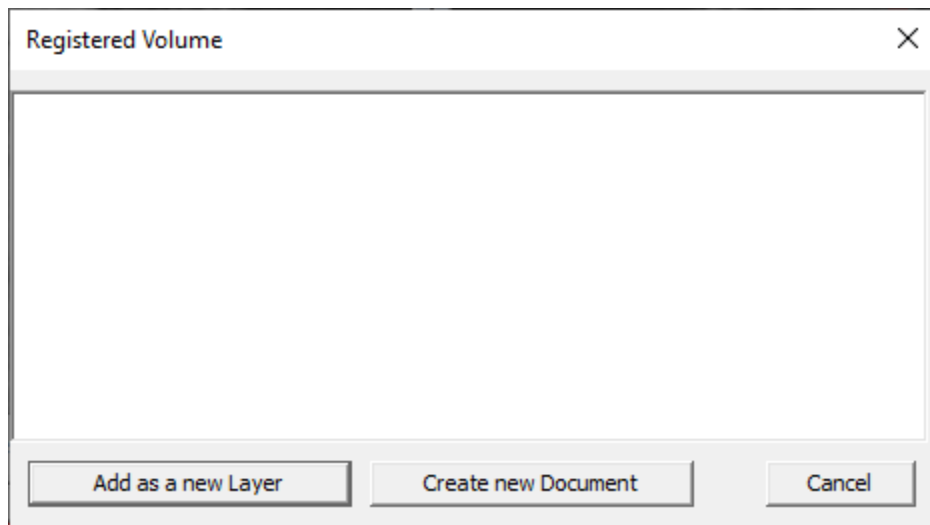 Registered Volume
Add as a new Layer
Create new Document
Cancel